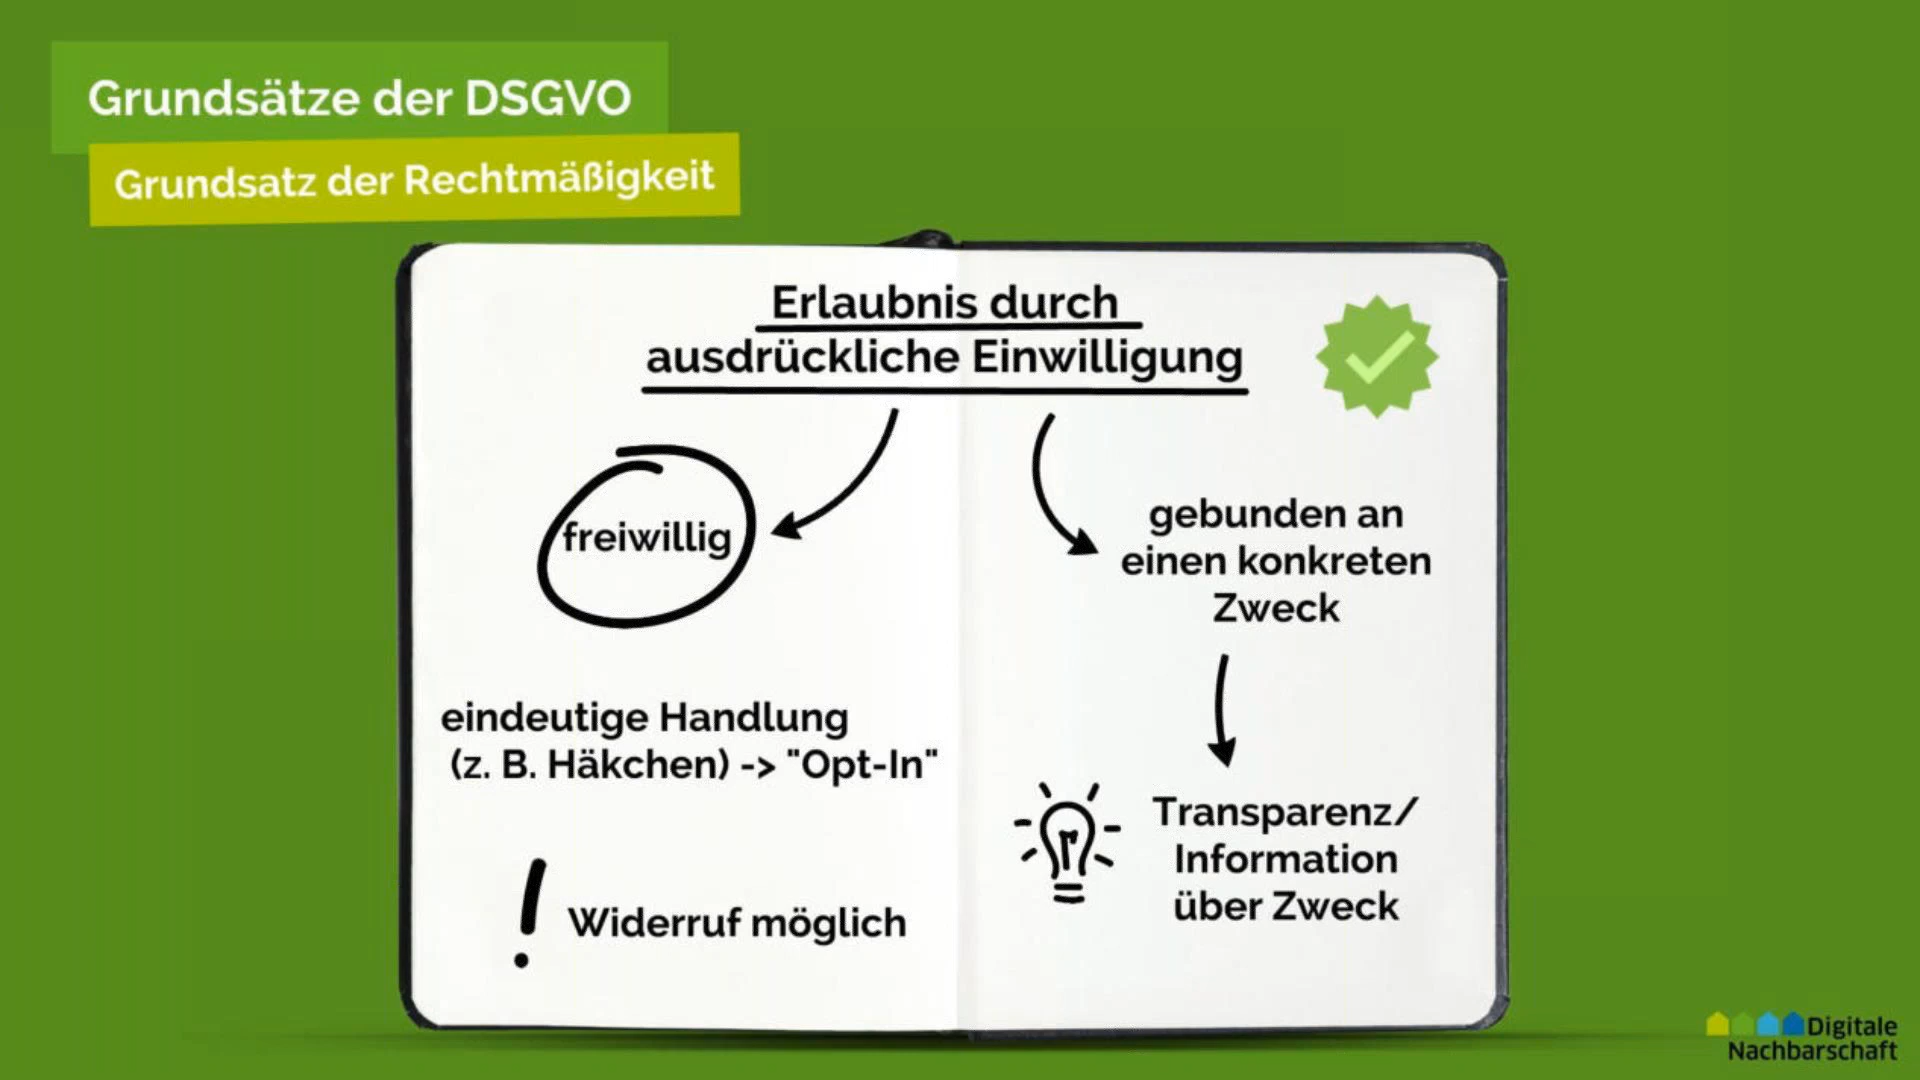 Grundsätze der DSGVO
Grundsatz der Rechtmäßigkeit
Erlaubnis durch
ausdrückliche Einwilligung
freiwillig
eindeutige Handlung
(z. B. Häkchen) -> "Opt-In"
Widerruf möglich
gebunden an
einen konkreten
Zweck
Transparenz/
Information
über Zweck
Digitale
Nachbarschaft